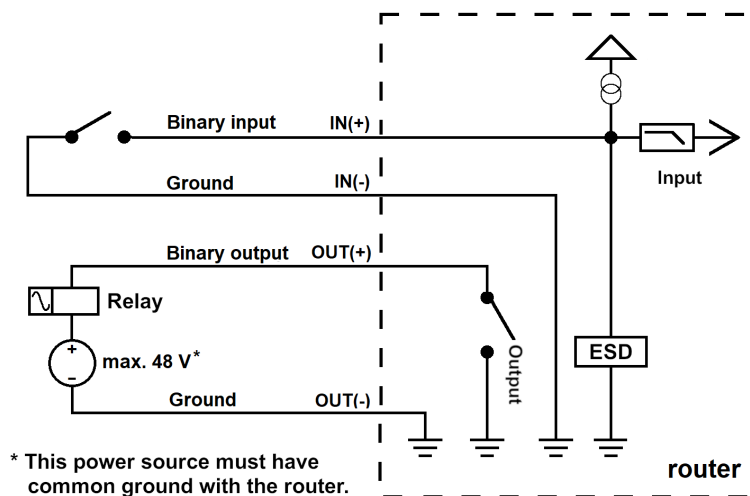 Binary input IN(+)
Input
Ground IN(-)
Binary output OUT(+)
Relay
+
max. 48 V*
−
Output
ESD
Ground OUT(-)
* This power source must have
common ground with the router.
router